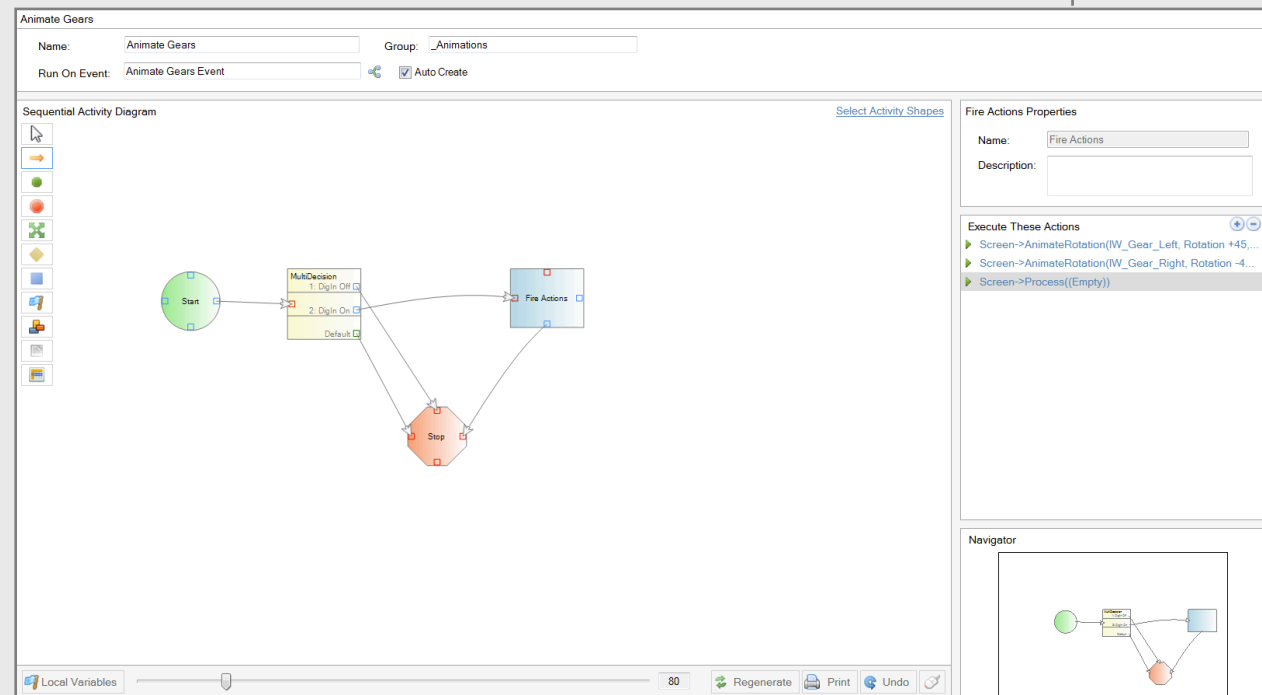 Animate Gears
Name: Animate Gears Group: _Animations
Run On Event: Animate Gears Event Auto Create
Sequential Activity Diagram Select Activity Shapes
Start
MultiDecision
1: DigIn Off
2: DigIn On
Default
Fire Actions
Stop
Local Variables 80 Regenerate Print Undo
Fire Actions Properties
Name: Fire Actions
Description:
Execute These Actions
Screen->AnimateRotation(IW_Gear_Left, Rotation +45,...
Screen->AnimateRotation(IW_Gear_Right, Rotation -4...
Screen->Process((Empty))
Navigator